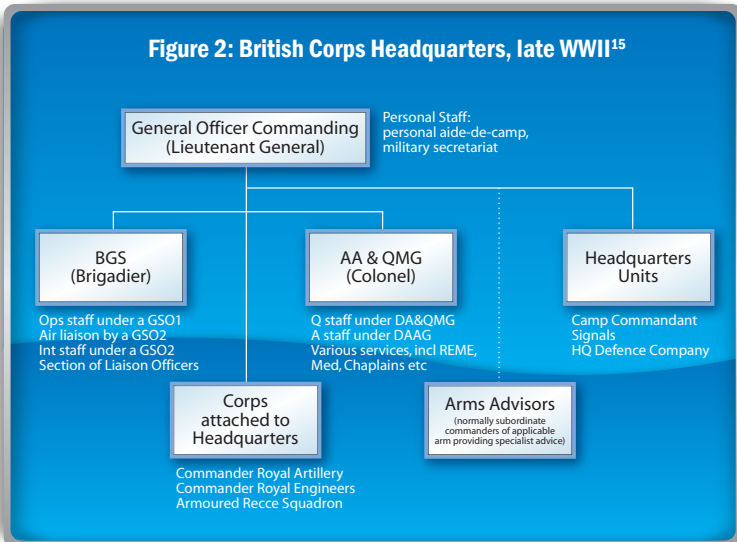 Figure 2: British Corps Headquarters, late WWII15
General Officer Commanding
(Lieutenant General)
Personal Staff:
personal aide-de-camp,
military secretariat
BGS
(Brigadier)
Ops staff under a GSO1
Air liaison by a GSO2
Int staff under a GSO2
Section of Liaison Officers
AA & QMG
(Colonel)
Q staff under DA&QMG
A staff under DAAG
Various services, incl REME,
Med, Chaplains etc
Headquarters
Units
Camp Commandant
Signals
HQ Defence Company
Corps
attached to
Headquarters
Commander Royal Artillery
Commander Royal Engineers
Armoured Recce Squadron
Arms Advisors
(normally subordinate
commanders of applicable
arm providing specialist advice)